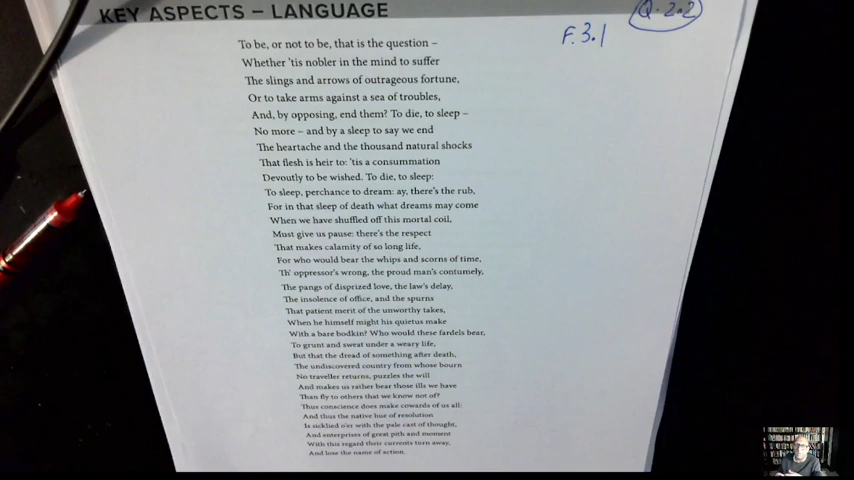 KEY ASPECTS – LANGUAGE
Q. 2.2
F.3.1
To be, or not to be, that is the question –
Whether 'tis nobler in the mind to suffer
The slings and arrows of outrageous fortune,
Or to take arms against a sea of troubles,
And, by opposing, end them? To die, to sleep –
No more – and by a sleep to say we end
The heartache and the thousand natural shocks
That flesh is heir to: 'tis a consummation
Devoutly to be wished. To die, to sleep:
To sleep, perchance to dream: ay, there's the rub,
For in that sleep of death what dreams may come
When we have shuffled off this mortal coil,
Must give us pause: there's the respect
That makes calamity of so long life,
For who would bear the whips and scorns of time,
Th' oppressor's wrong, the proud man's contumely,
The pangs of disprized love, the law's delay,
The insolence of office, and the spurns
That patient merit of the unworthy takes,
When he himself might his quietus make
With a bare bodkin? Who would these fardels bear,
To grunt and sweat under a weary life,
But that the dread of something after death,
The undiscovered country from whose bourn
No traveller returns, puzzles the will
And makes us rather bear those ills we have
Than fly to others that we know not of?
Thus conscience does make cowards of us all:
And thus the native hue of resolution
Is sicklied o'er with the pale cast of thought,
And enterprises of great pith and moment
With this regard their currents turn away,
And lose the name of action.